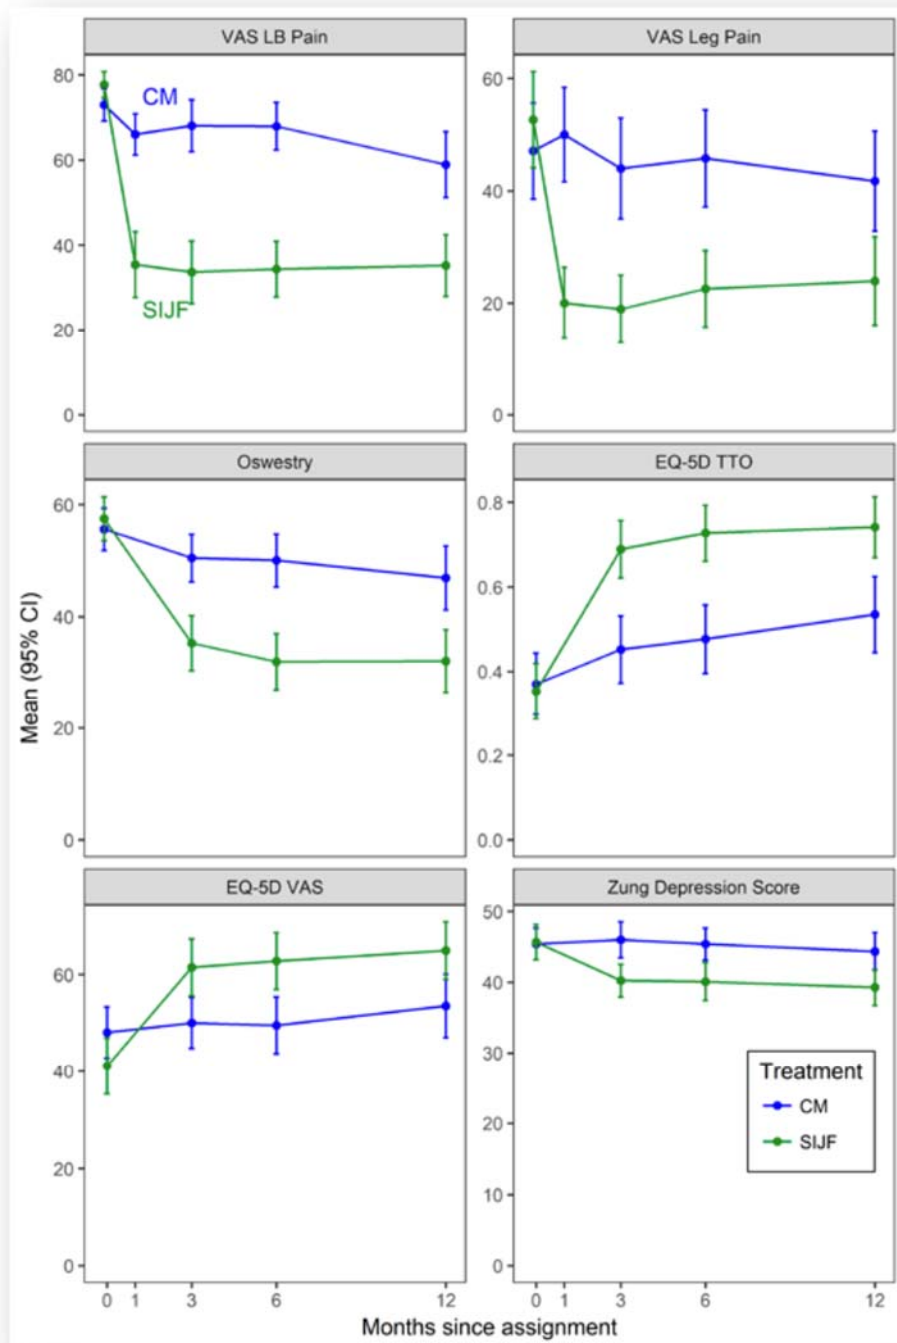 VAS LB Pain
VAS Leg Pain
80
60
40
20
0
CM
SIJF
60
40
20
0
Oswestry
EQ-5D TTO
60
40
20
0
0.8
0.6
0.4
0.2
0.0
Mean (95% CI)
EQ-5D VAS
Zung Depression Score
60
40
20
0
50
40
30
20
10
0
Treatment
CM
SIJF
0 1 3 6 12
0 1 3 6 12
Months since assignment